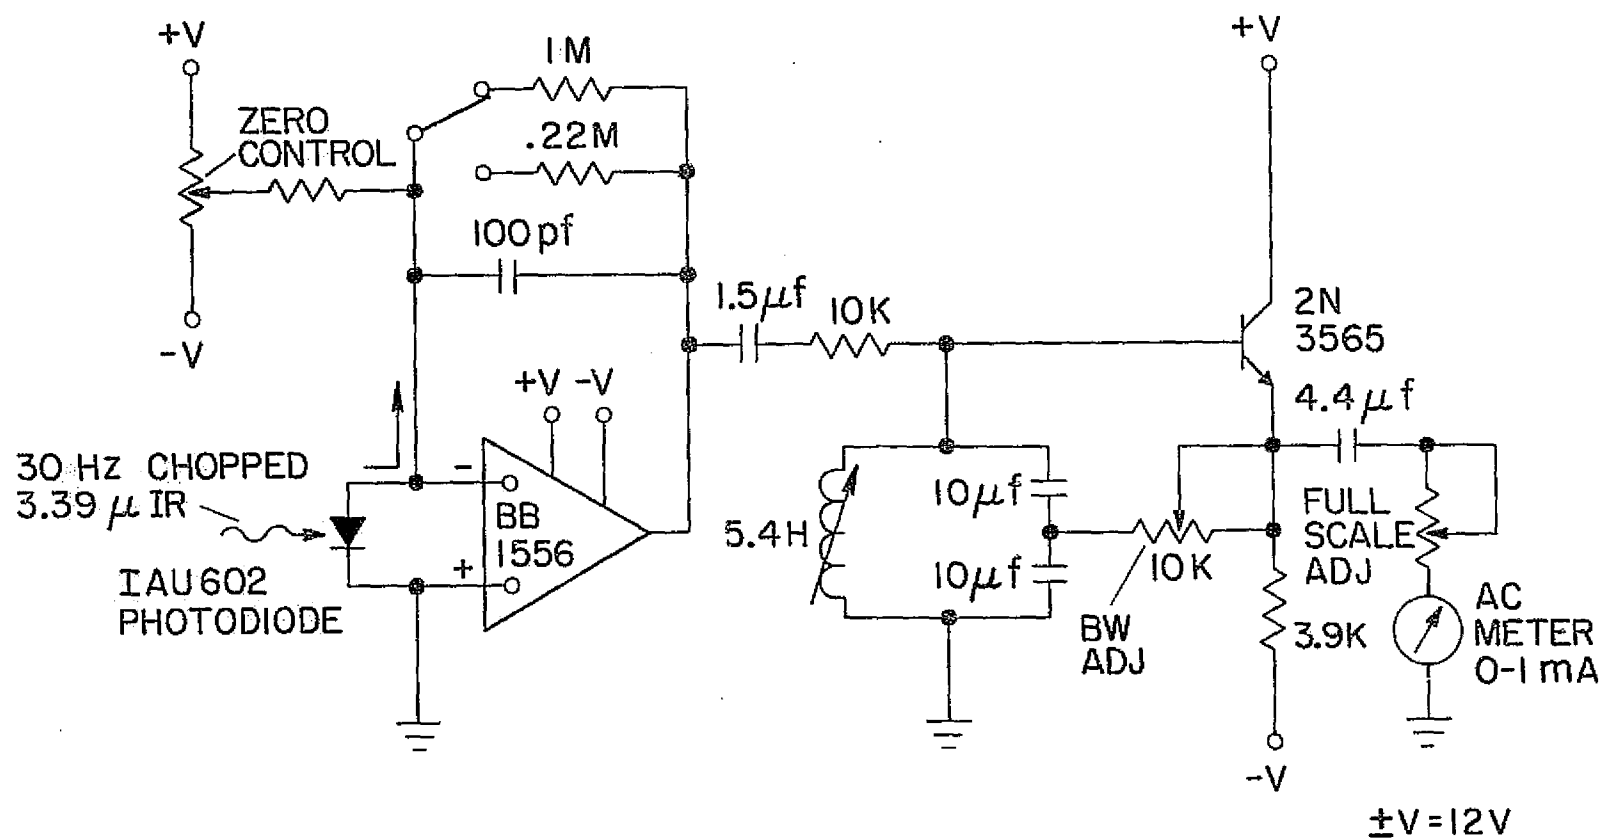 +V
ZERO
CONTROL
-V
1M
.22M
100pf
+V -V
30 HZ CHOPPED
3.39 μ IR
-
BB
1556
+
IAU602
PHOTODIODE
1.5μf
10K
5.4H
10μf
10μf
10K
BW
ADJ
+V
2N
3565
4.4μf
FULL
SCALE
ADJ
3.9K
AC
METER
0-1mA
-V
±V=12V